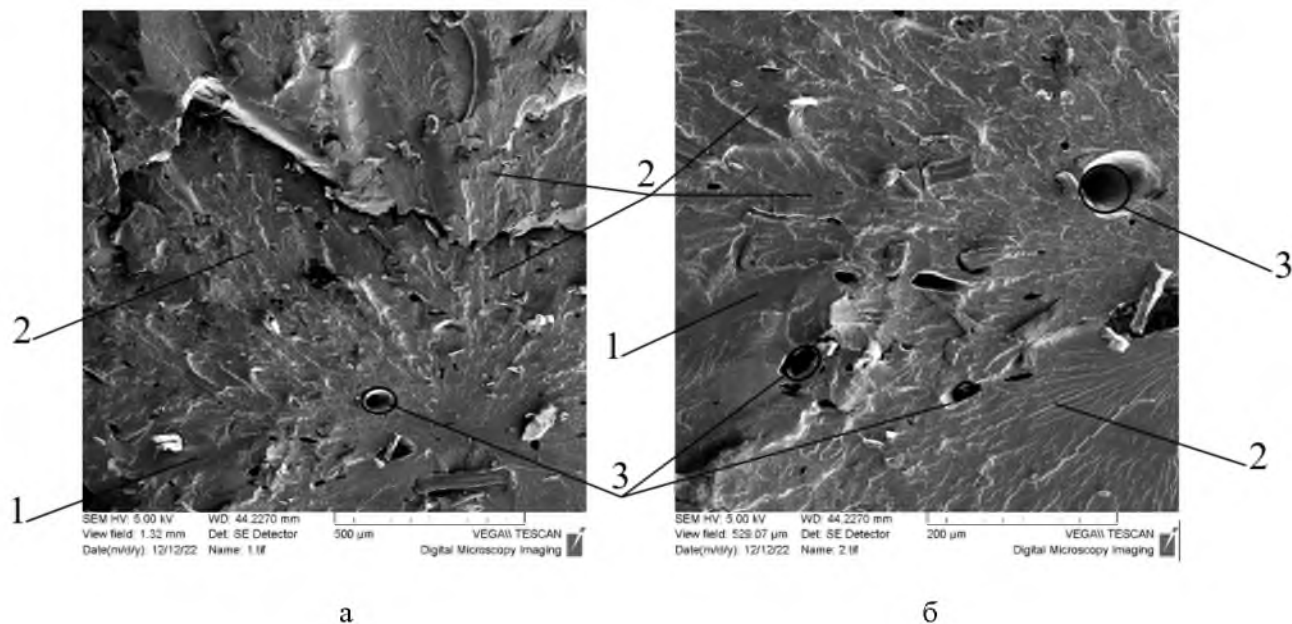 2
3
2
1
1
3
2
SEM HV: 5.00 kV WD: 44.2270 mm
View field: 1.32 mm Det: SE Detector 500 µm VEGA\\ TESCAN
Date(m/d/y): 12/12/22 Name: 1.tif Digital Microscopy Imaging
SEM HV: 5.00 kV WD: 44.2270 mm
View field: 529.07 µm Det: SE Detector 200 µm VEGA\\ TESCAN
Date(m/d/y): 12/12/22 Name: 2.tif Digital Microscopy Imaging
3
а
б